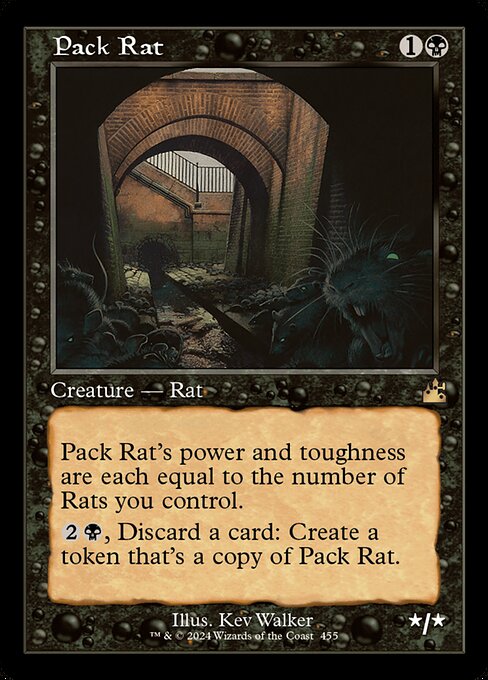 Pack Rat 1
Creature — Rat
Pack Rat's power and toughness
are each equal to the number of
Rats you control.
2, Discard a card: Create a
token that's a copy of Pack Rat.
Illus. Kev Walker
™ & © 2024 Wizards of the Coast 455
★/★